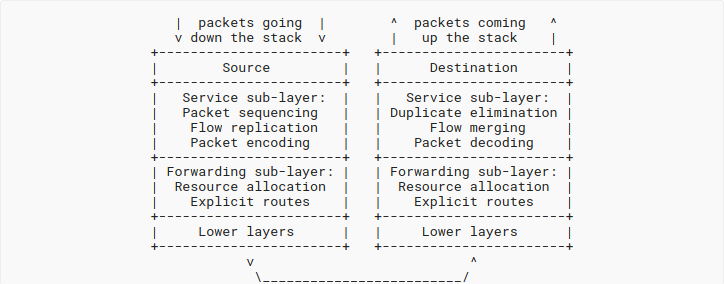 |  packets going  |        ^  packets coming   ^
v down the stack  v        |   up the stack    |
+-----------------------+   +-----------------------+
|        Source         |   |      Destination      |
+-----------------------+   +-----------------------+
|   Service sub-layer:  |   |   Service sub-layer:  |
|   Packet sequencing   |   | Duplicate elimination |
|    Flow replication   |   |      Flow merging     |
|    Packet encoding    |   |    Packet decoding    |
+-----------------------+   +-----------------------+
| Forwarding sub-layer: |   | Forwarding sub-layer: |
|  Resource allocation  |   |  Resource allocation  |
|    Explicit routes    |   |    Explicit routes    |
+-----------------------+   +-----------------------+
|     Lower layers      |   |     Lower layers      |
+-----------------------+   +-----------------------+
v                           ^
\_________________________/